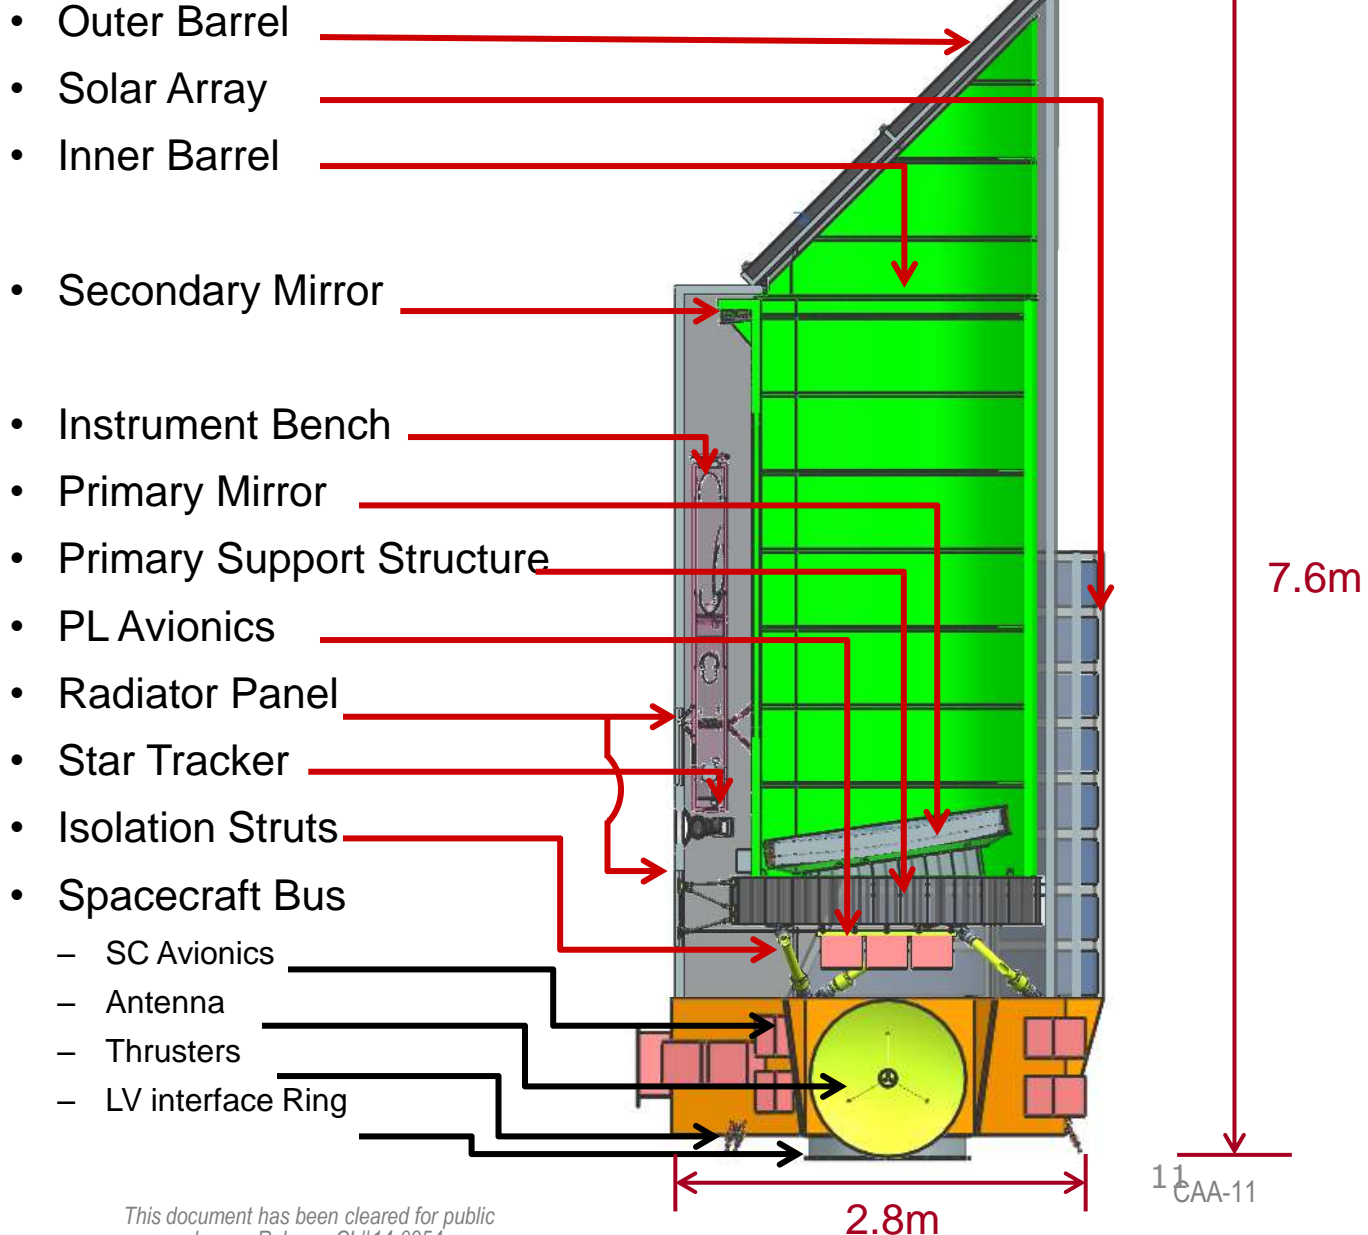 • Outer Barrel
• Solar Array
• Inner Barrel
• Secondary Mirror
• Instrument Bench
• Primary Mirror
• Primary Support Structure
• PL Avionics
• Radiator Panel
• Star Tracker
• Isolation Struts
• Spacecraft Bus
– SC Avionics
– Antenna
– Thrusters
– LV interface Ring
7.6m
2.8m
11
CAA-11
This document has been cleared for public